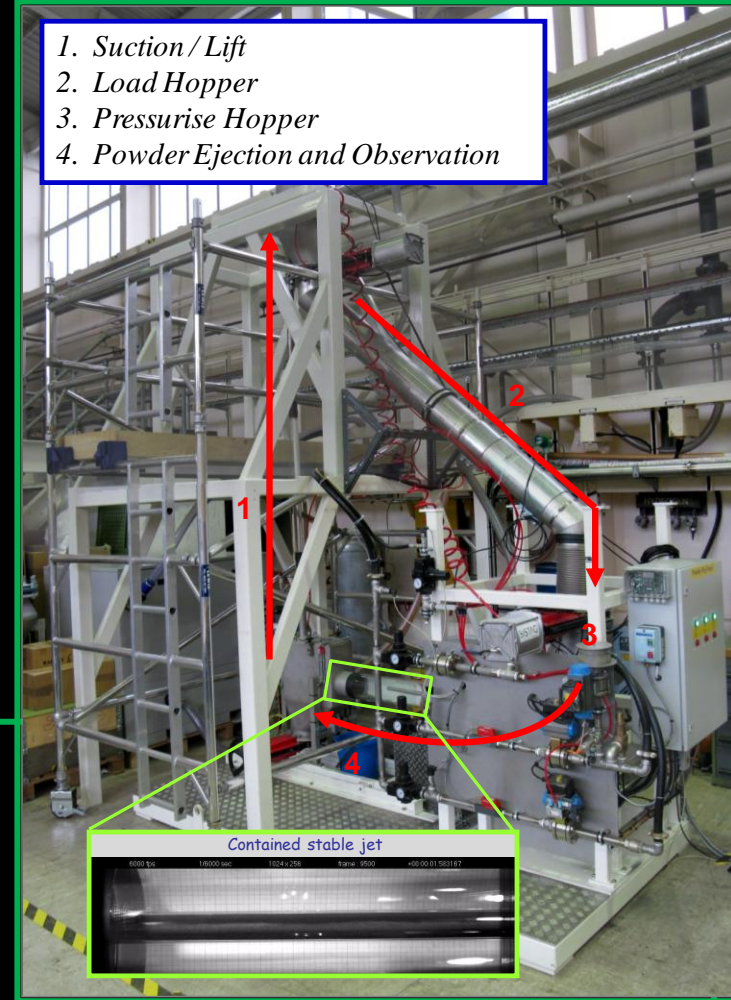 1. Suction / Lift
2. Load Hopper
3. Pressurise Hopper
4. Powder Ejection and Observation
2
1
3
4
Contained stable jet
6000 fps 1/6000 sec 1024 x 256 frame 9500 +00:00:01.583167